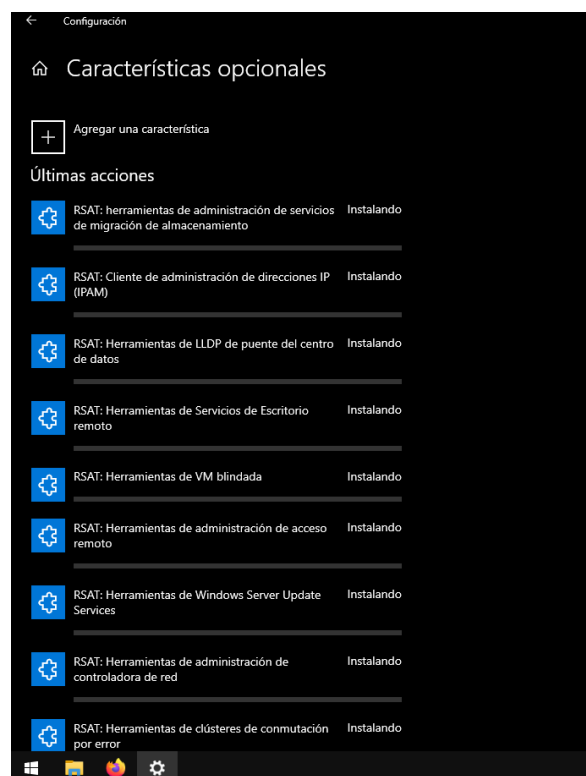 Configuración
Características opcionales
Agregar una característica
Últimas acciones
RSAT: herramientas de administración de servicios Instalando
de migración de almacenamiento
RSAT: Cliente de administración de direcciones IP Instalando
(IPAM)
RSAT: Herramientas de LLDP de puente del centro Instalando
de datos
RSAT: Herramientas de Servicios de Escritorio Instalando
remoto
RSAT: Herramientas de VM blindada Instalando
RSAT: Herramientas de administración de acceso Instalando
remoto
RSAT: Herramientas de Windows Server Update Instalando
Services
RSAT: Herramientas de administración de Instalando
controladora de red
RSAT: Herramientas de clústeres de conmutación Instalando
por error